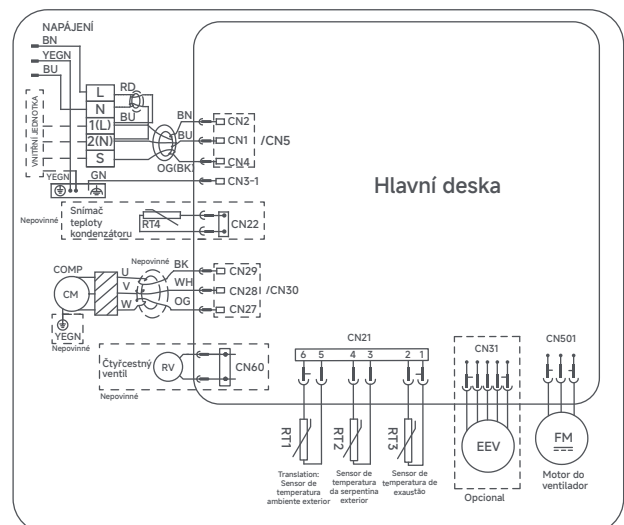 NAPÁJENÍ
BN
YEGN
BU
L
N
1(L)
2(N)
S
RD
BU
VNITŘNÍ JEDNOTKA
YEGN
GN
BN
BU
OG(BK)
CN2
CN1
/CN5
CN4
CN3-1
Hlavní deska
Nepovinné
Snímač
teploty
kondenzátoru
RT4
CN22
Nepovinné
COMP
CM
U
V
W
BK
WH
OG
CN29
CN28
/CN30
CN27
YEGN
Nepovinné
Čtyřcestný
ventil
RV
CN60
Nepovinné
CN21
6 5 4 3 2 1
RT1
RT2
RT3
Translation:
Sensor de
temperatura
ambiente exterior
Sensor de
temperatura
da serpentina
exterior
Sensor de
temperatura de
exaustão
CN31
EEV
Opcional
CN501
FM
Motor do
ventilador